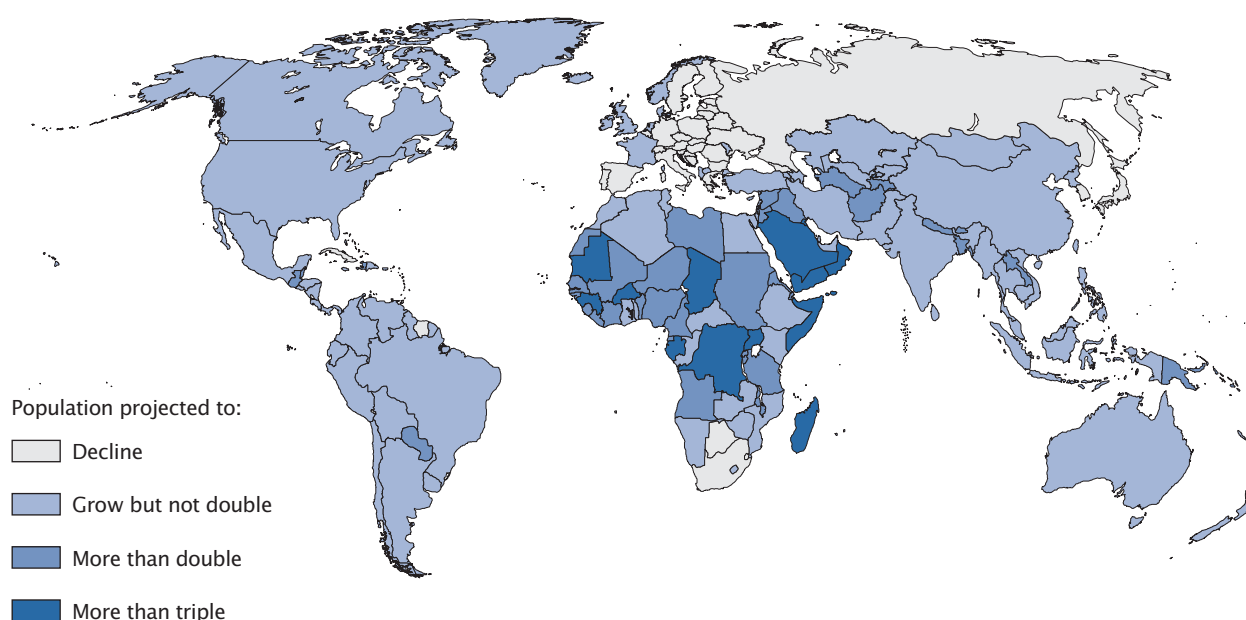 Population projected to:
Decline
Grow but not double
More than double
More than triple